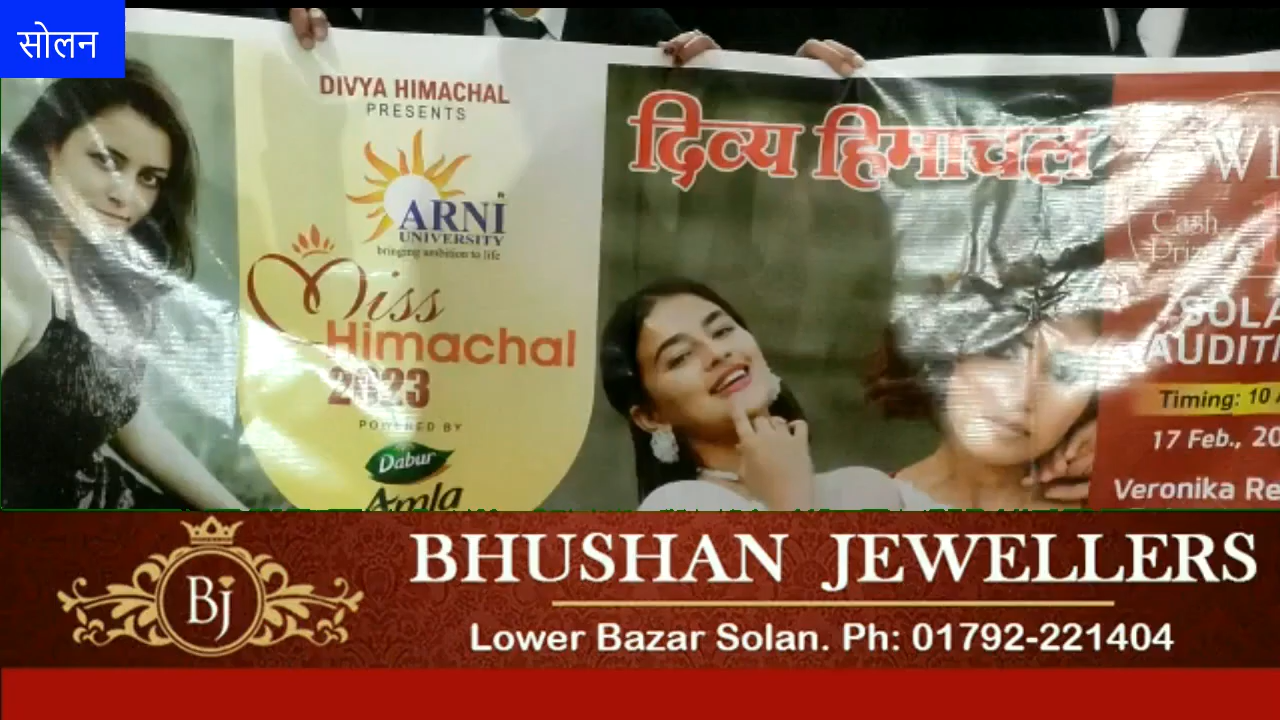 सोलन
DIVYA HIMACHAL
PRESENTS
ARNI
UNIVERSITY
bringing ambition to life
Miss
Himachal
2023
POWERED BY
Dabur
Amla
दिव्य हिमाचल
WI
Cash
SOLA
AUDITI
Timing: 10 A
17 Feb., 20
Veronika Re
BJ
BHUSHAN JEWELLERS
Lower Bazar Solan. Ph: 01792-221404